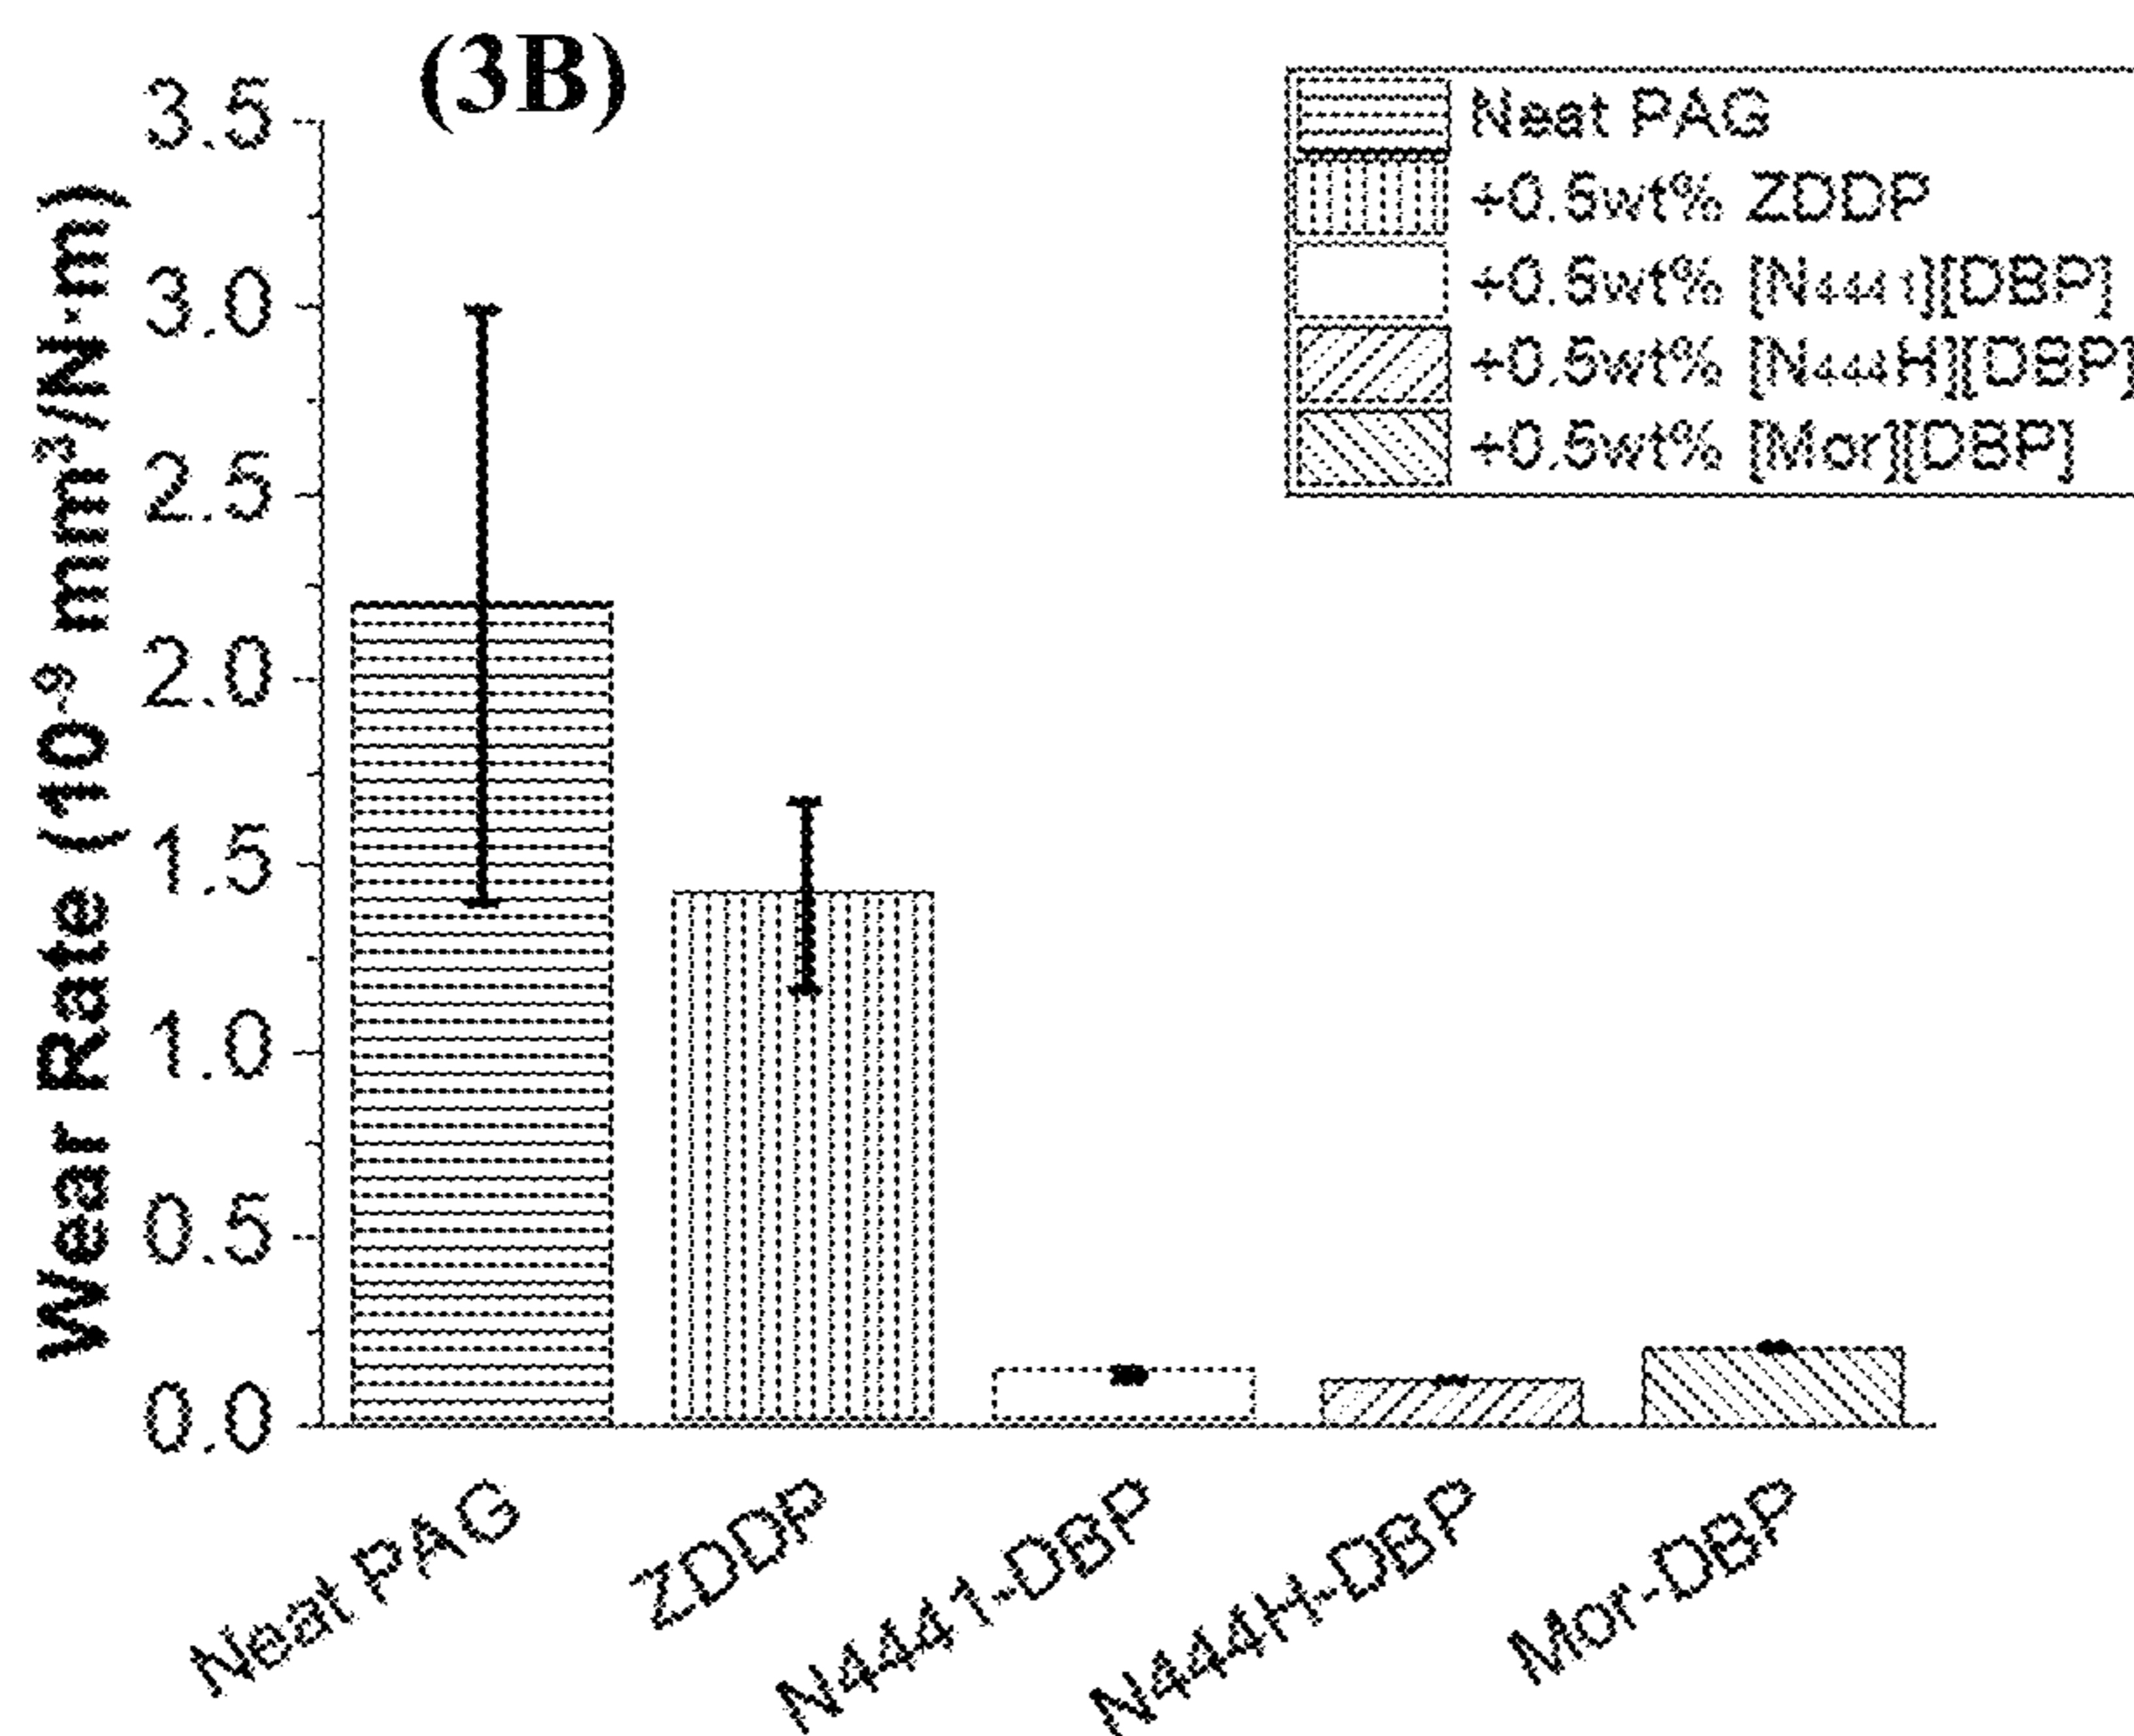 (3B)
Wear Rate (10⁻⁹ mm³/N·m)
3.5
3.0
2.5
2.0
1.5
1.0
0.5
0.0
Neat PAG
+0.5wt% ZDDP
+0.5wt% [N₄₄₄₁][DBP]
+0.5wt% [N₄₄₄H][DBP]
+0.5wt% [Mor][DBP]
Neat PAG
ZDDP
N4441-DBP
N444H-DBP
Mor-DBP